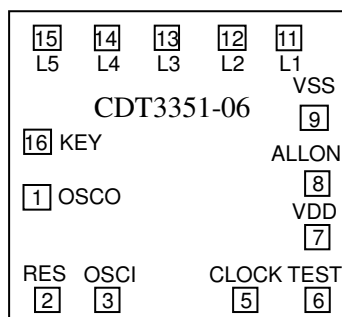 15 14 13 12 11
L5 L4 L3 L2 L1
VSS
CDT3351-06
9
16 KEY
ALLON
1 OSCO
8
VDD
7
RES OSCI CLOCK TEST
2 3 5 6